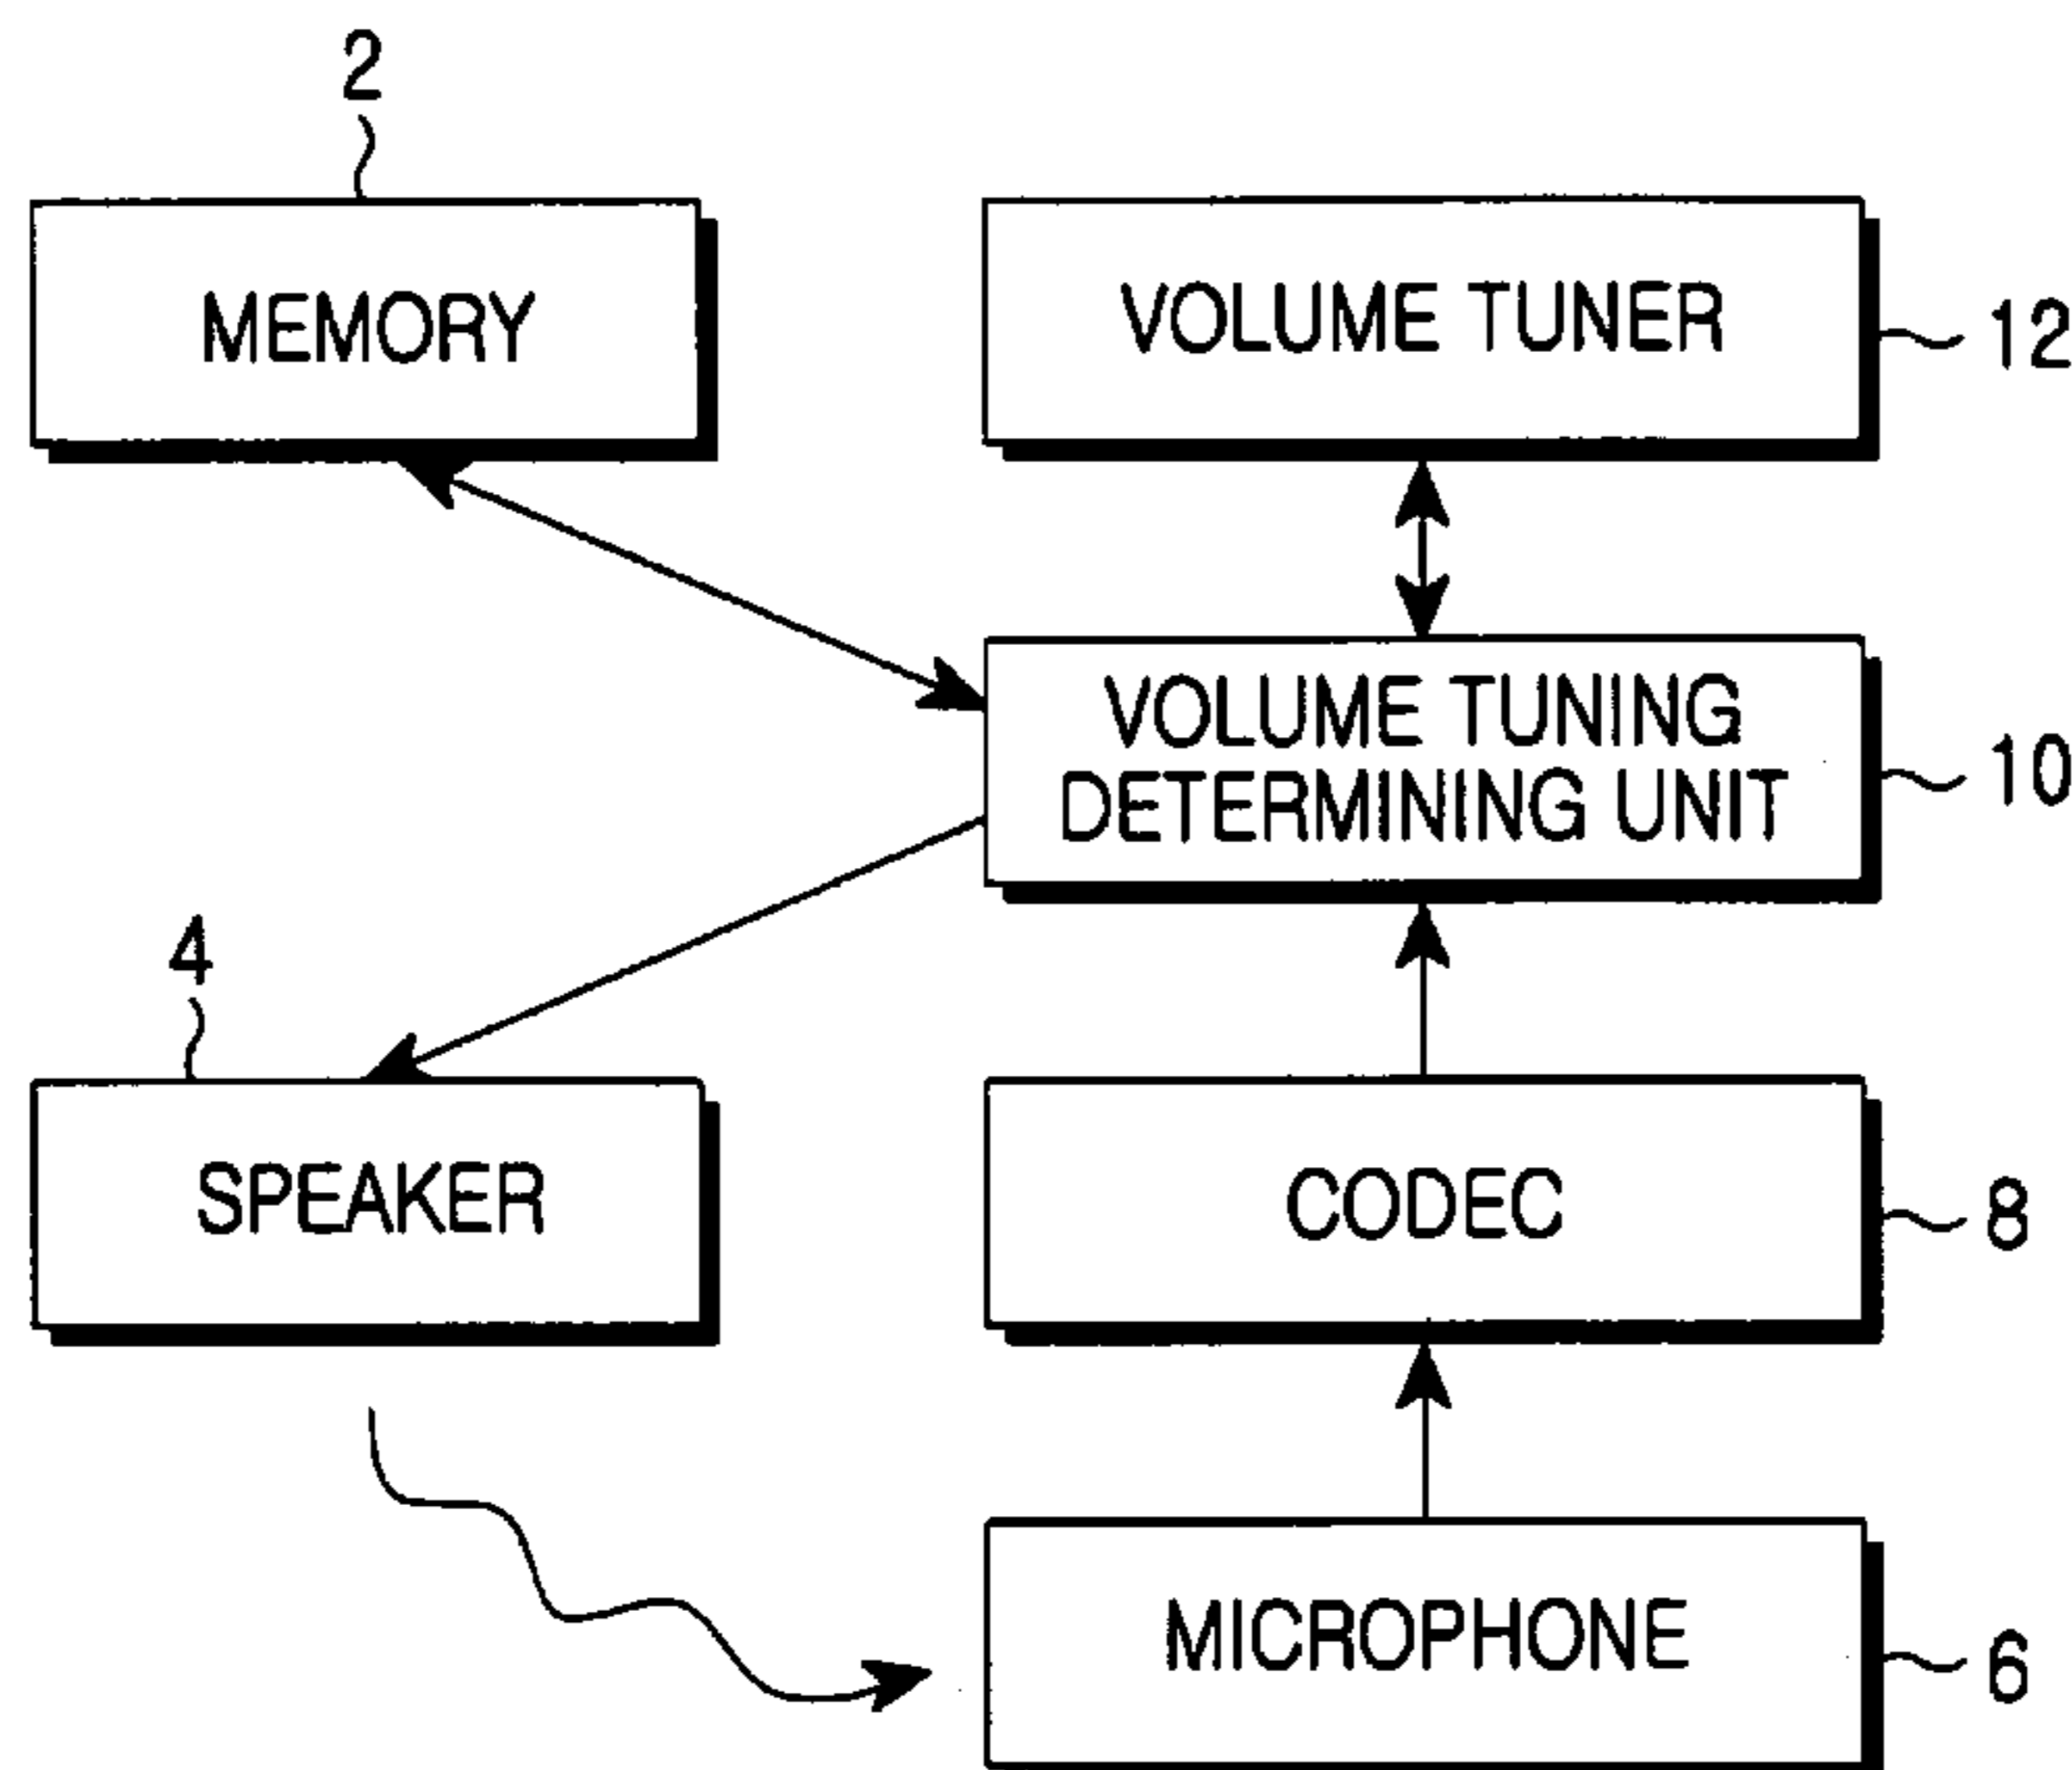 2
MEMORY
VOLUME TUNER
12
VOLUME TUNING
DETERMINING UNIT
10
4
SPEAKER
CODEC
8
MICROPHONE
6